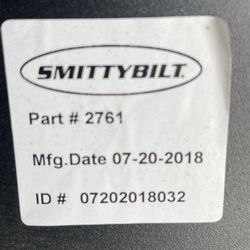 SMITTYBILT
Part # 2761
Mfg.Date 07-20-2018
ID # 07202018032